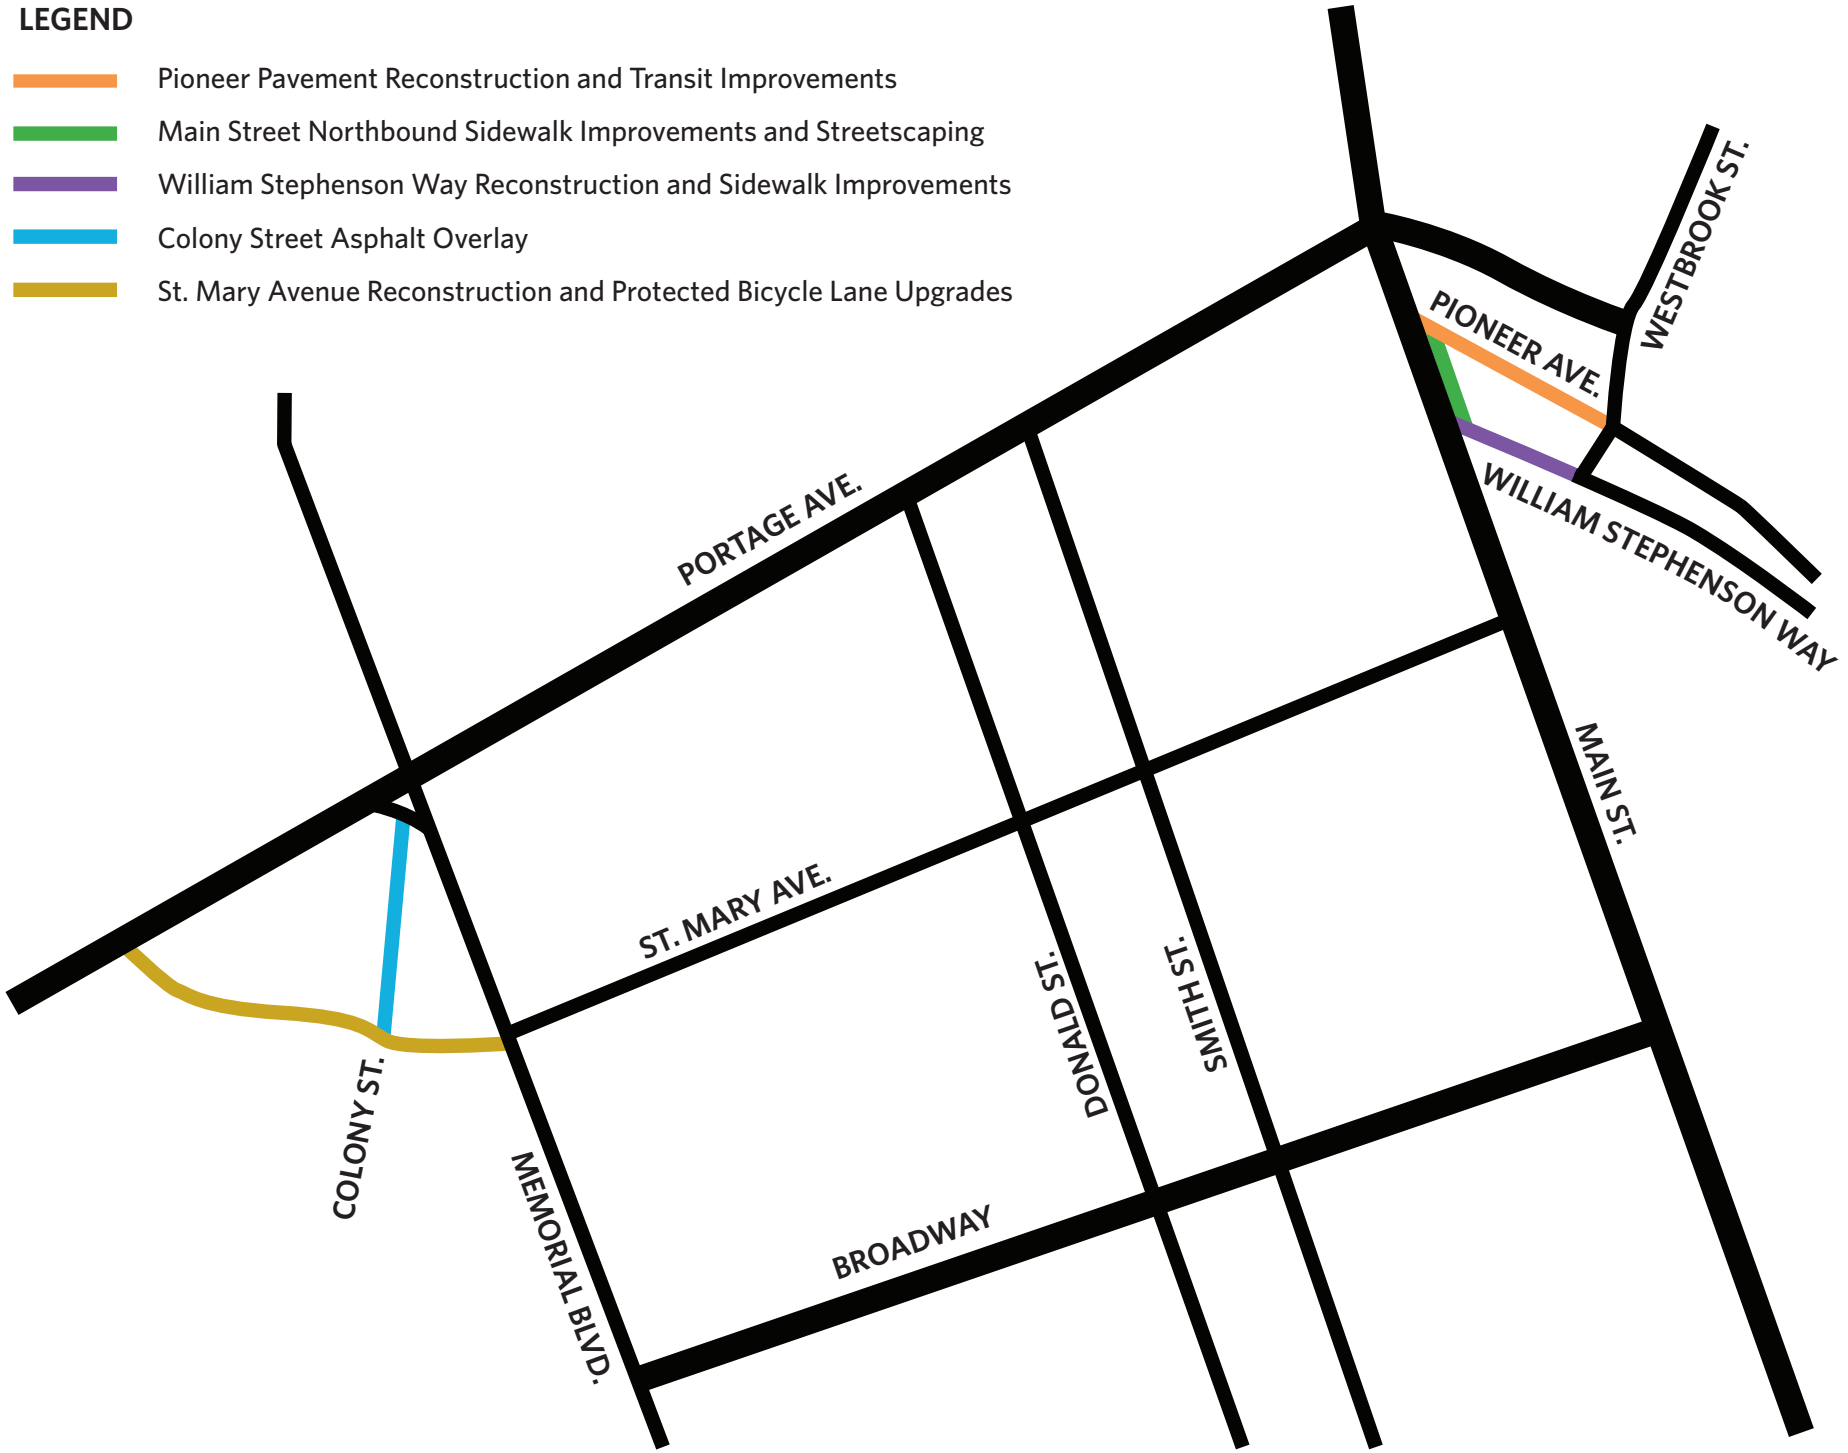 LEGEND
Pioneer Pavement Reconstruction and Transit Improvements
Main Street Northbound Sidewalk Improvements and Streetscaping
William Stephenson Way Reconstruction and Sidewalk Improvements
Colony Street Asphalt Overlay
St. Mary Avenue Reconstruction and Protected Bicycle Lane Upgrades
WESTBROOK ST.
PIONEER AVE.
WILLIAM STEPHENSON WAY
PORTAGE AVE.
MAIN ST.
ST. MARY AVE.
DONALD ST.
SMITH ST.
COLONY ST.
MEMORIAL BLVD.
BROADWAY